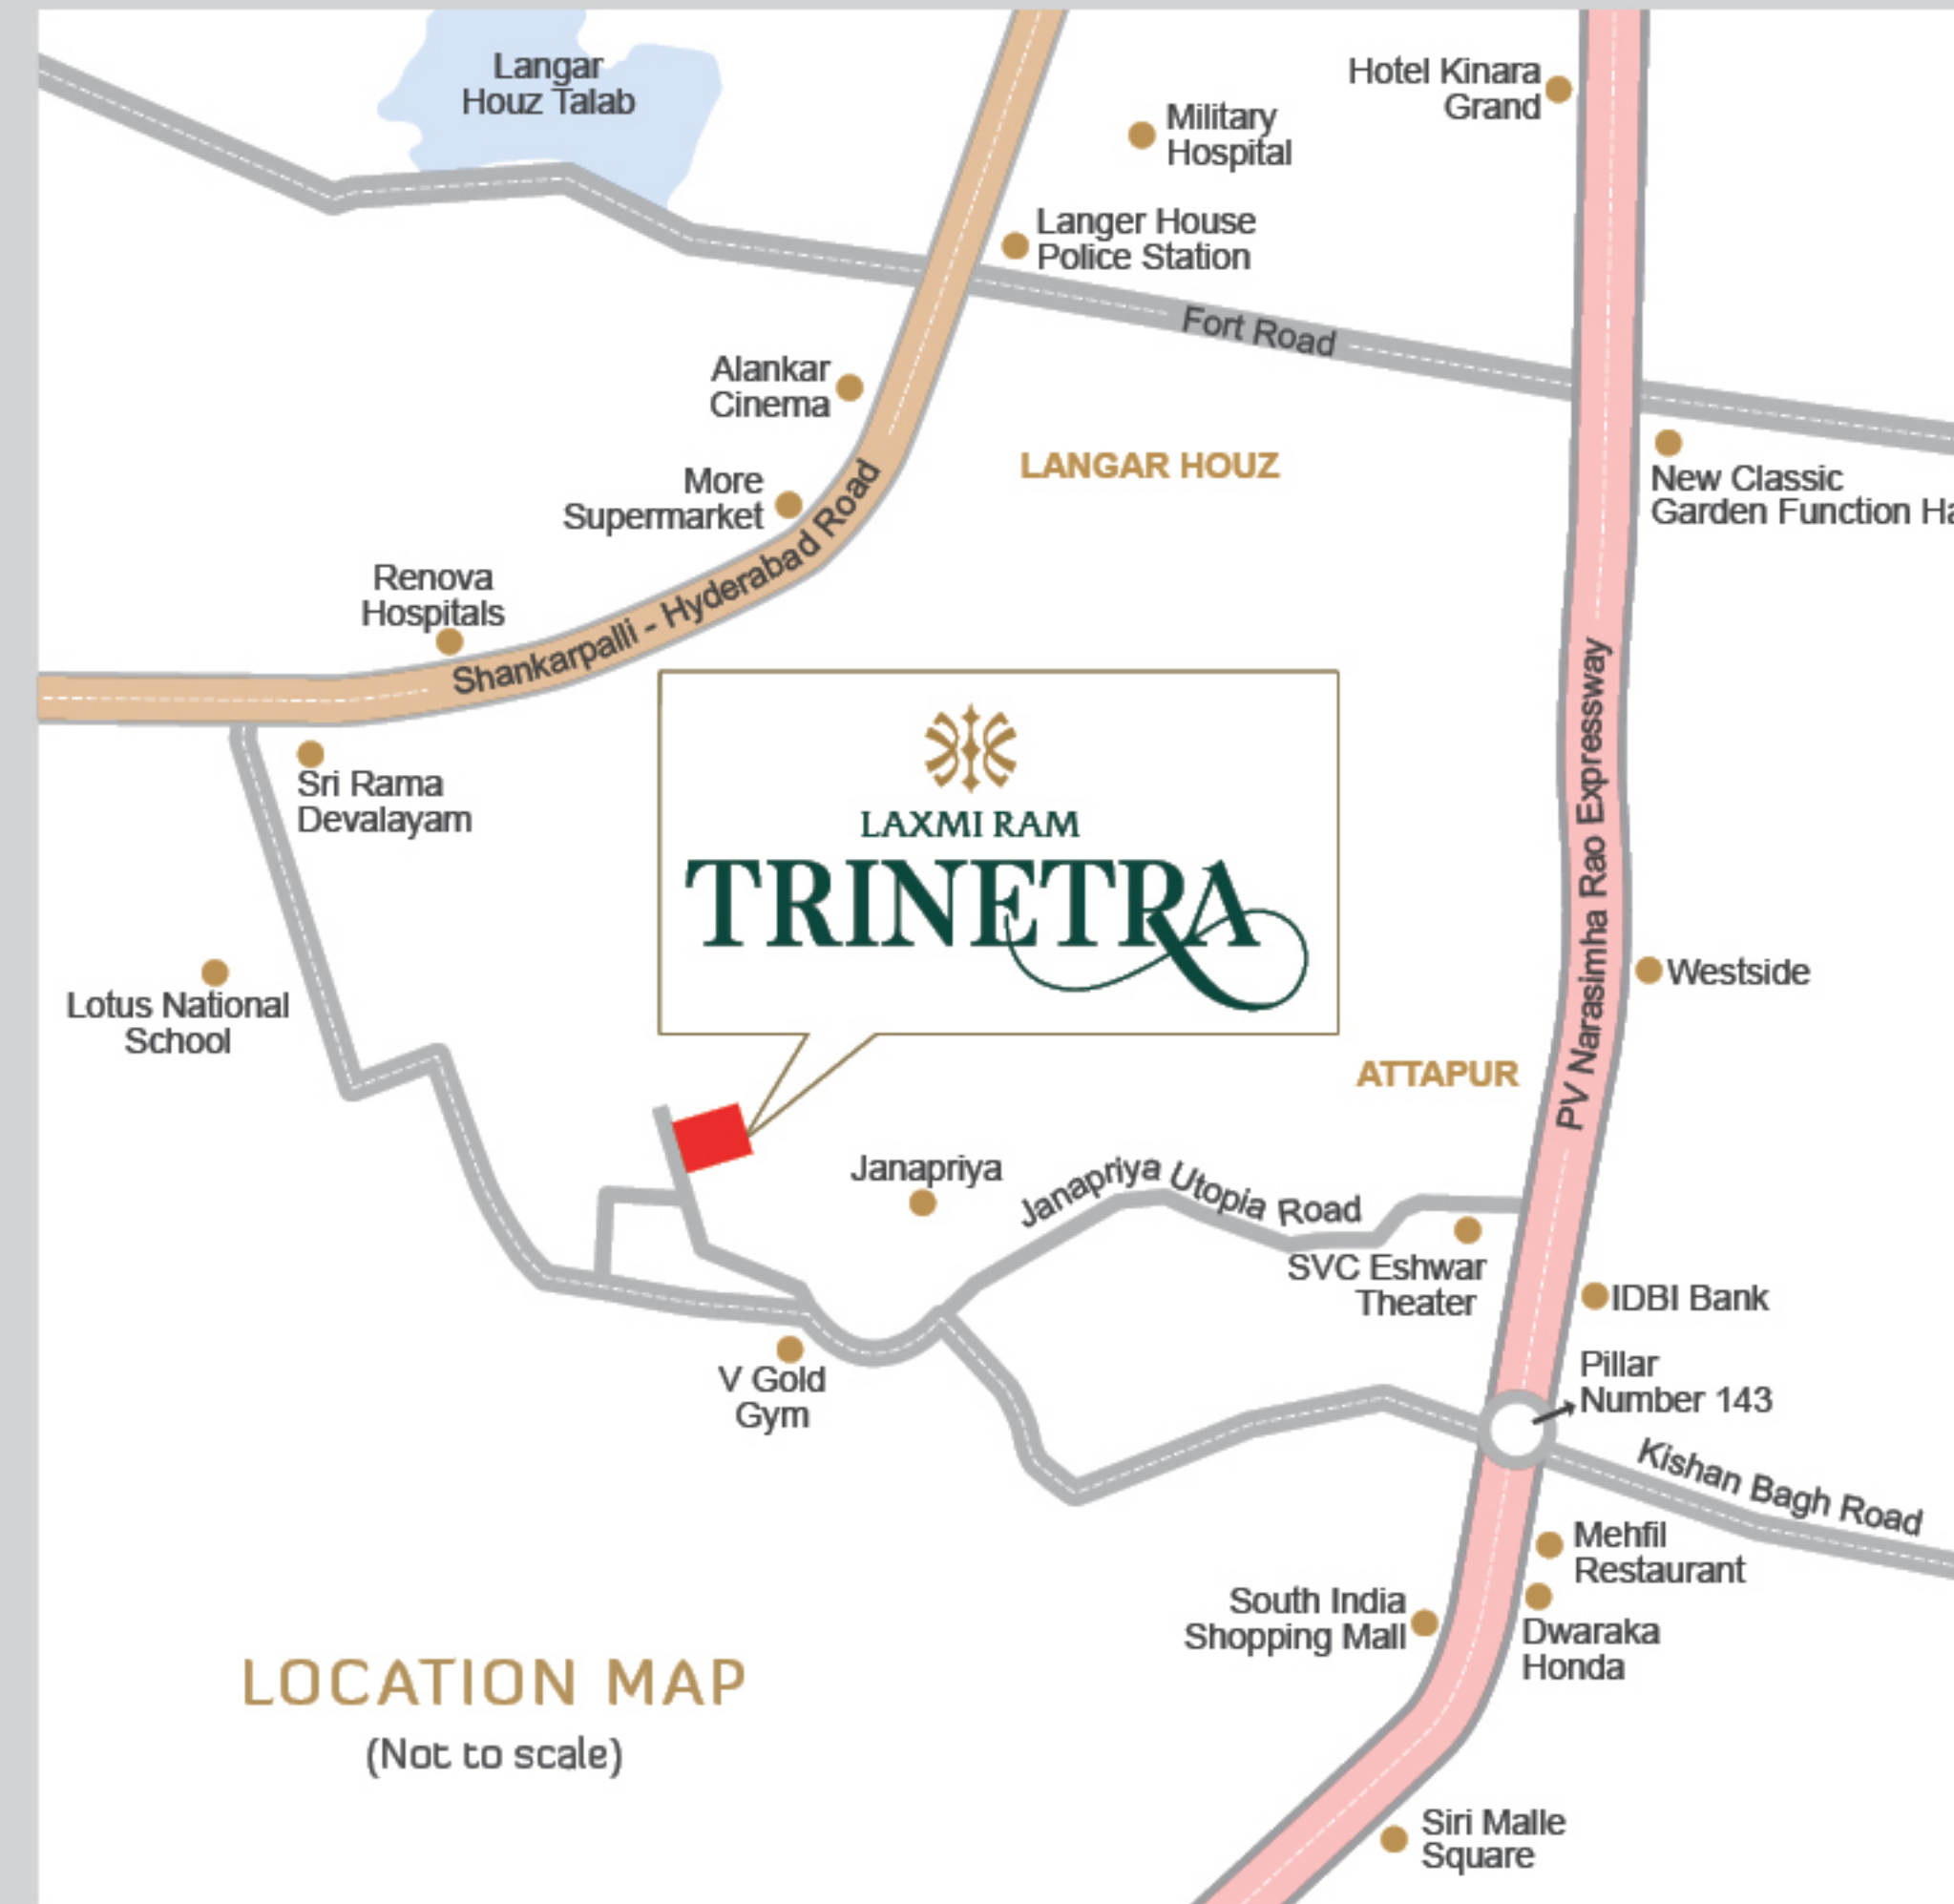 Langar
Houz Talab
Hotel Kinara
Grand
Military
Hospital
Langer House
Police Station
Fort Road
Alankar
Cinema
LANGAR HOUZ
More
Supermarket
New Classic
Garden Function
Renova
Hospitals
Shankarpalli - Hyderabad Road
PV Narasimha Rao Expressway
Sri Rama
Devalayam
LAXMI RAM
TRINETRA
Westside
Lotus National
School
ATTAPUR
Janapriya
Janapriya Utopia Road
SVC Eshwar
Theater
IDBI Bank
Pillar
Number 143
V Gold
Gym
Kishan Bagh Road
Mehfil
Restaurant
South India
Shopping Mall
Dwaraka
Honda
LOCATION MAP
(Not to scale)
Siri Malle
Square